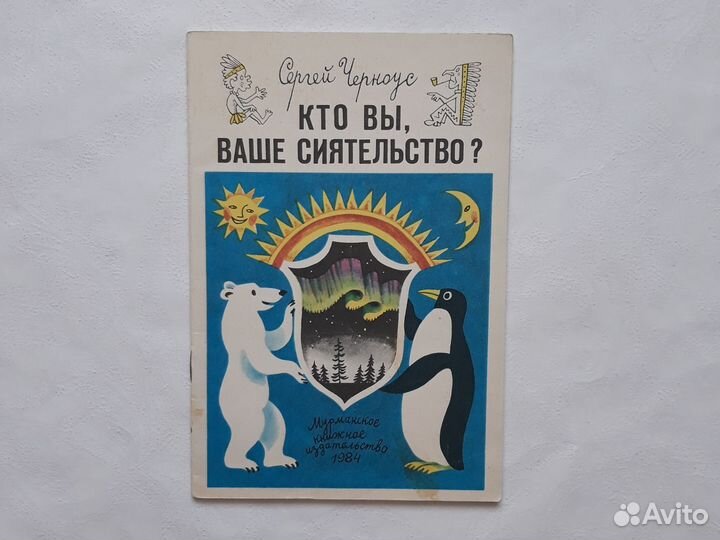 Сергей Черноус
КТО ВЫ,
ВАШЕ СИЯТЕЛЬСТВО?
Мурманское
книжное
издательство
1984
Avito